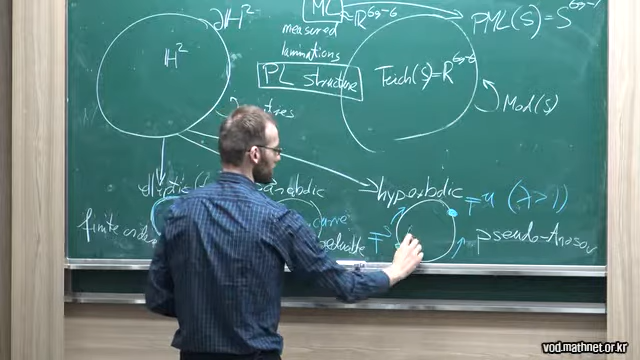 ∂ℍ²
ML ≈ ℝ^{6g-6}
PML(S) = S^{6g-7}
measured
laminations
ℍ²
PL structure
Teich(S) = ℝ^{6g-6}
Mod(S)
hyperbolic
F^u (λ>1)
finite order
curve
F^s
pseudo-Anosov
vod.mathnet.or.kr